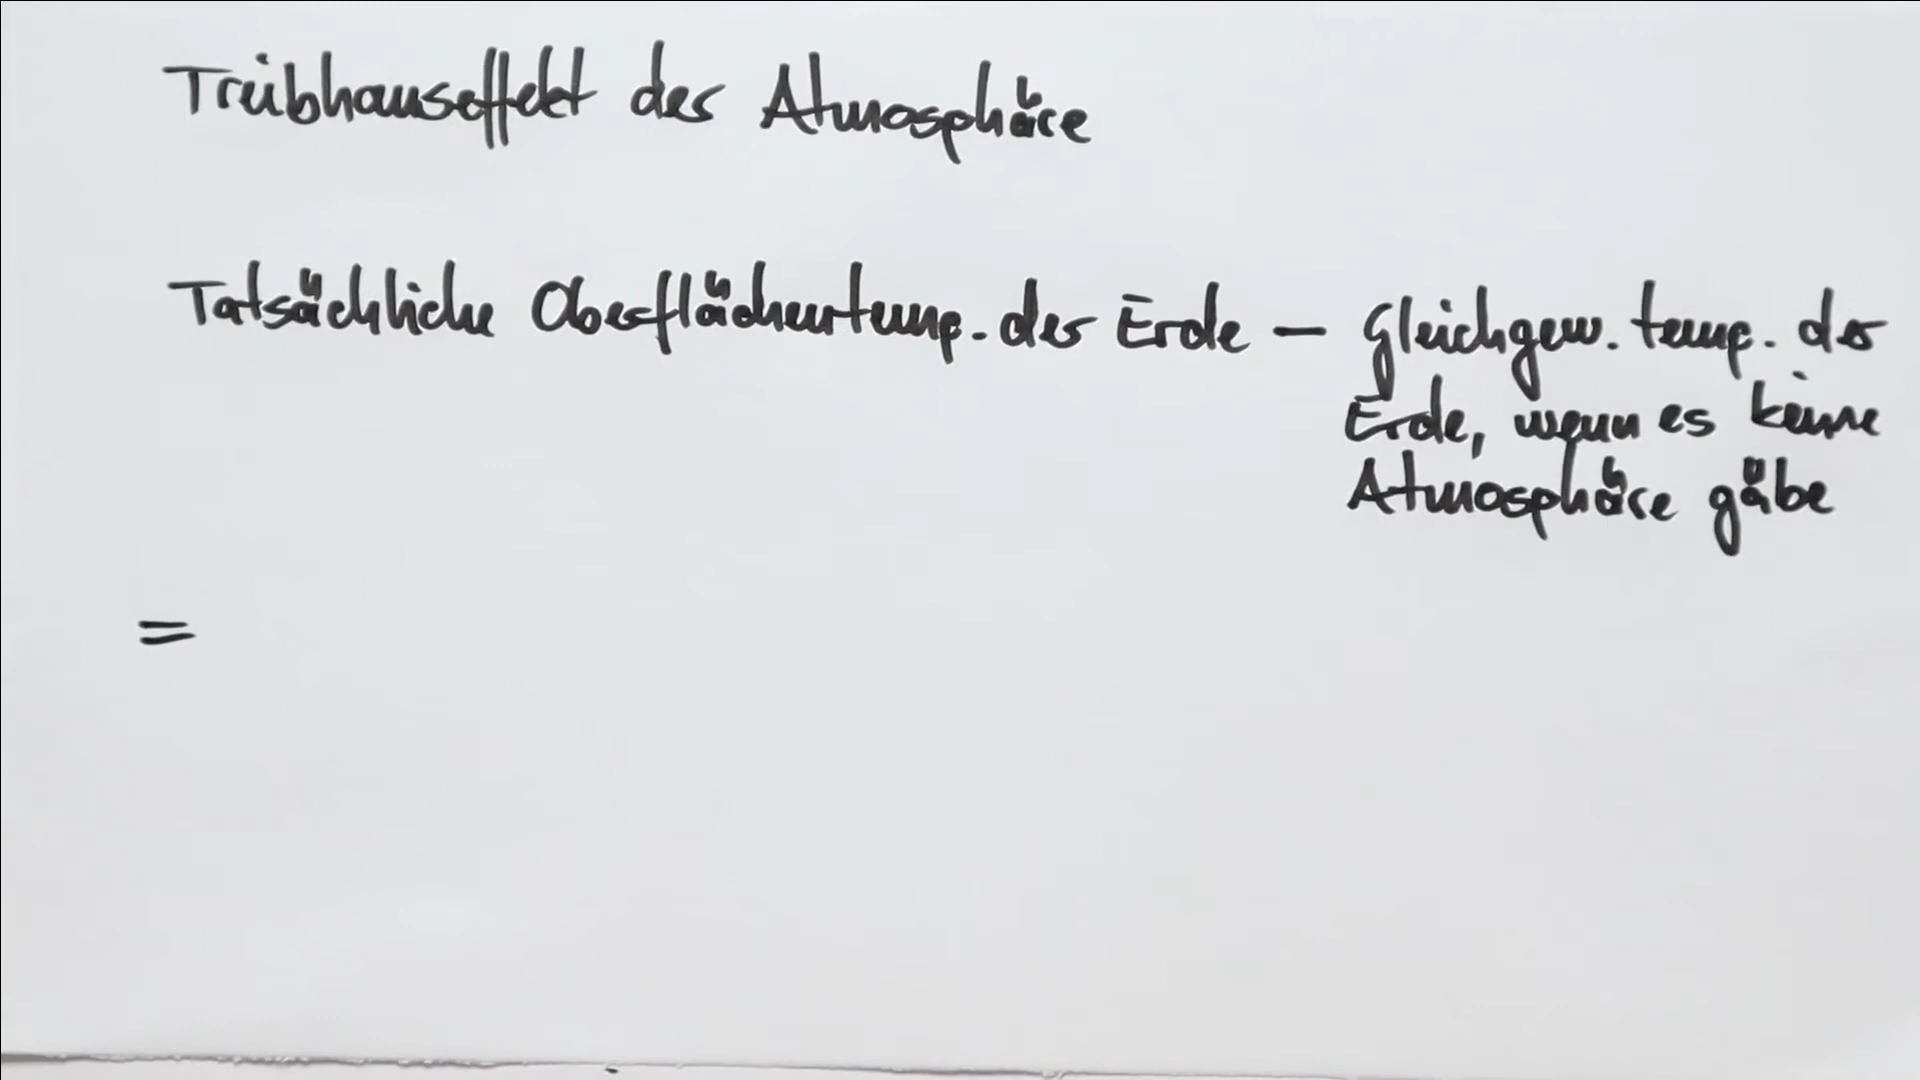 Treibhauseffekt der Atmosphäre
Tatsächliche Oberflächentemp. der Erde – Gleichgew. temp. der
Erde, wenn es keine
Atmosphäre gäbe
=